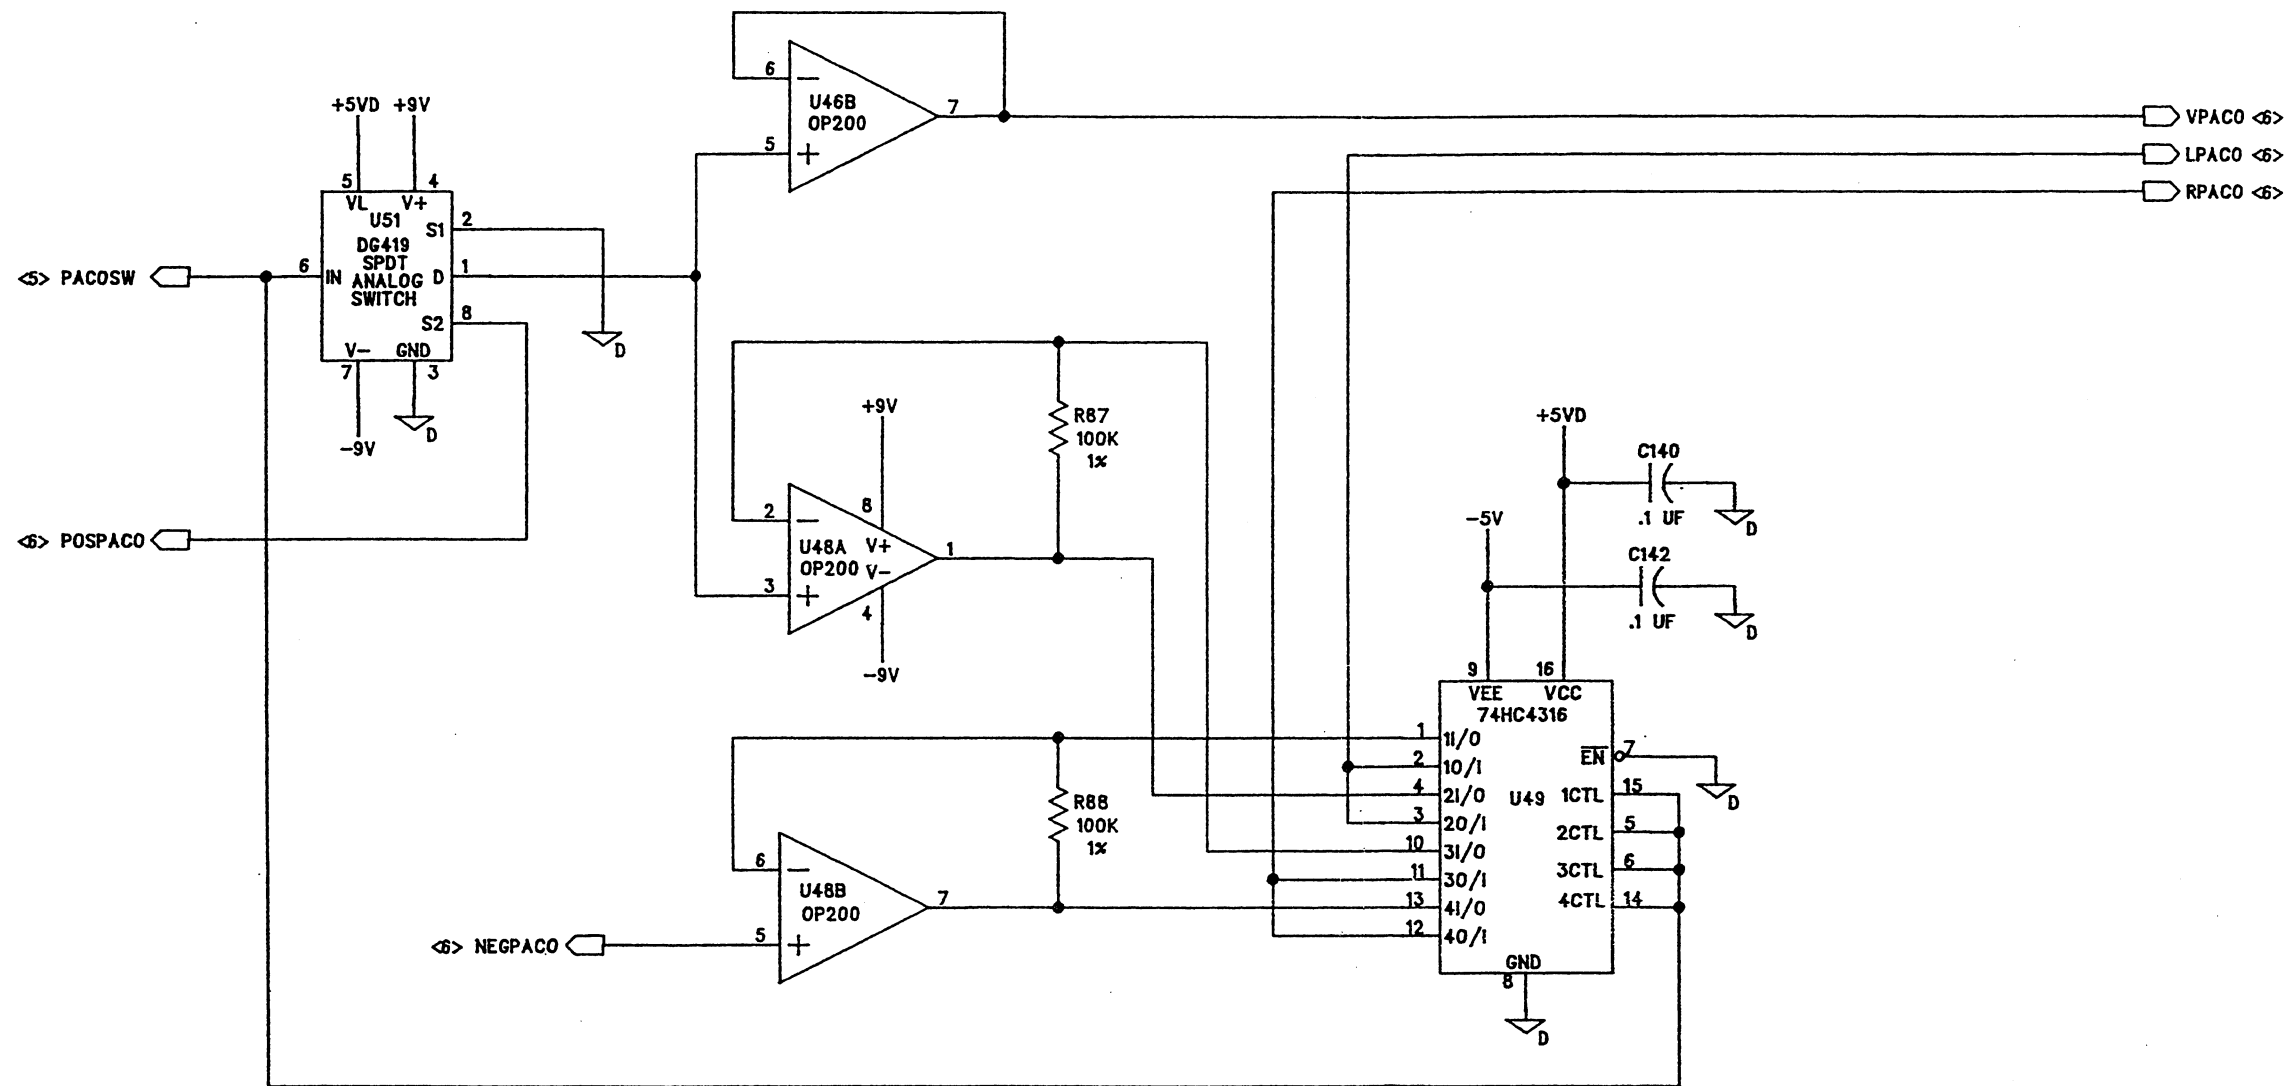 +5VD +9V
5 4
VL V+
U51
DG419
SPDT
ANALOG
SWITCH
IN
S1
D
S2
V- GND
6
2
1
8
7 3
-9V
D
D
<5> PACOSW
<6> POSPACO
6
-
U46B
OP200
7
5
+
VPACO <6>
LPACO <6>
RPACO <6>
R87
100K
1%
+9V
8
2
-
U48A
OP200
V+
V-
1
3
+
4
-9V
+5VD
C140
.1 UF
D
-5V
C142
.1 UF
D
9 16
VEE VCC
74HC4316
1 1I/O
2 1O/I
4 2I/O
3 2O/I
10 3I/O
11 3O/I
13 4I/O
12 4O/I
U49
EN 7
1CTL 15
2CTL 5
3CTL 6
4CTL 14
D
GND
8
D
R88
100K
1%
6
-
U48B
OP200
7
5
+
<6> NEGPACO